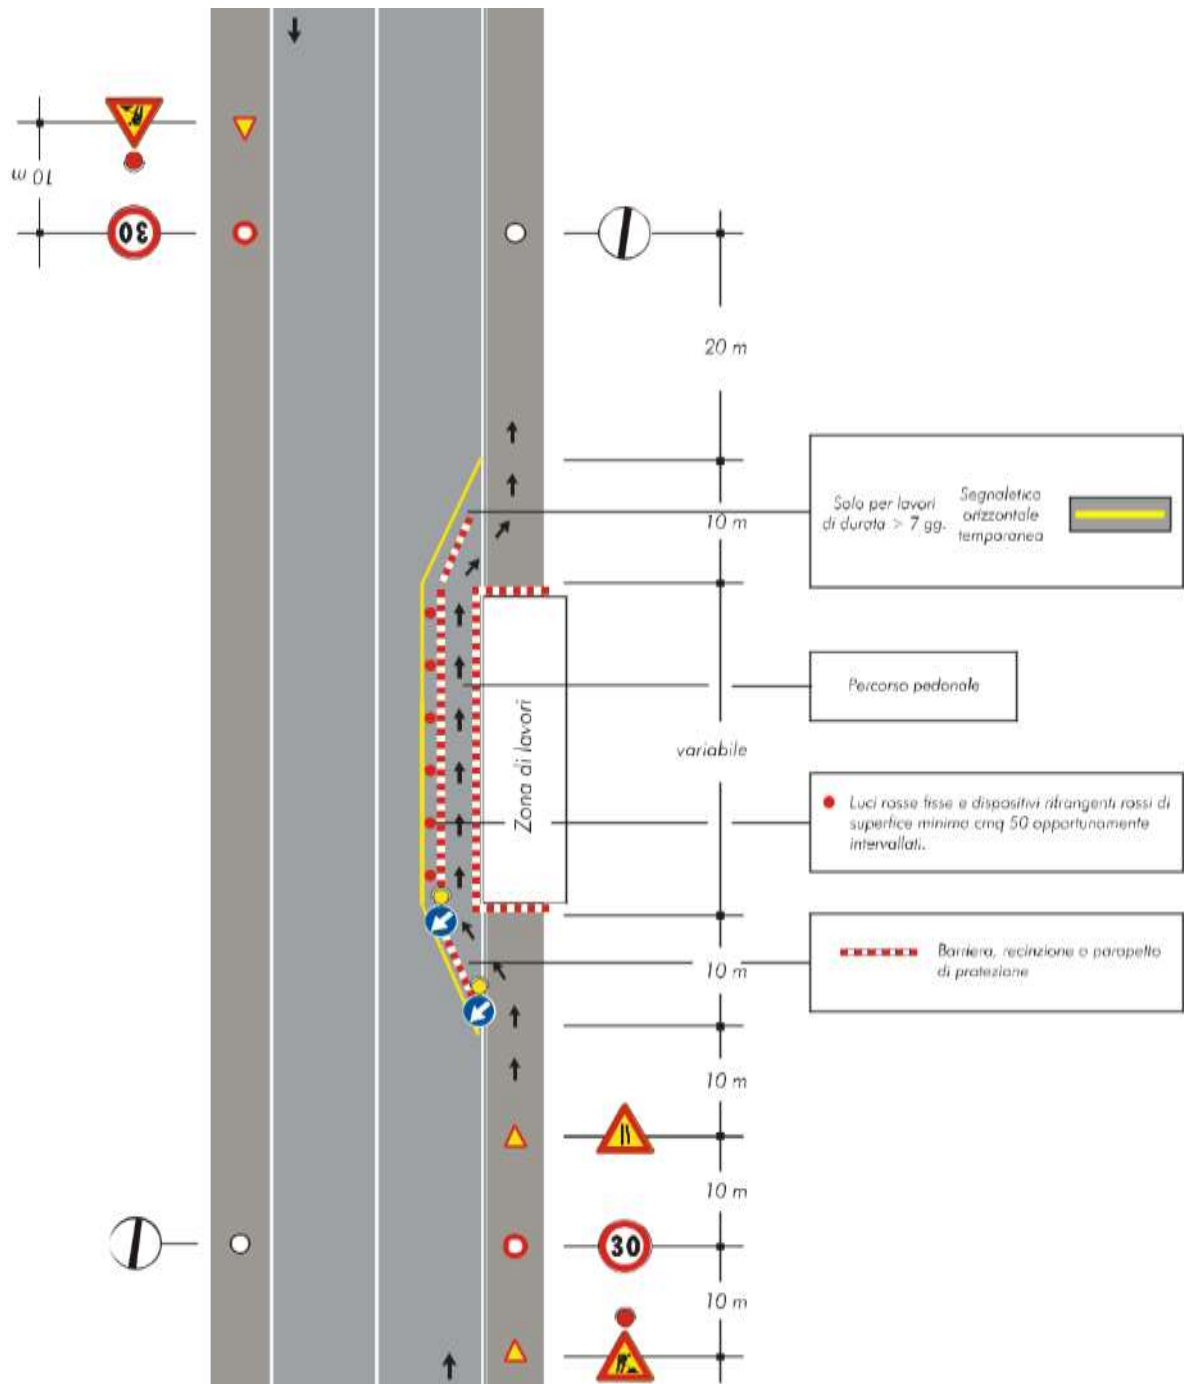 10 m
30
20 m
Solo per lavori
di durata > 7 gg.
Segnaletica
orizzontale
temporanea
10 m
Percorso pedonale
Zona di lavori
variabile
Luci rosse fisse e dispositivi rifrangenti rossi di
superfice minima cmq 50 opportunamente
intervallati.
Barriera, recinzione o parapetto
di protezione
10 m
10 m
10 m
30
10 m